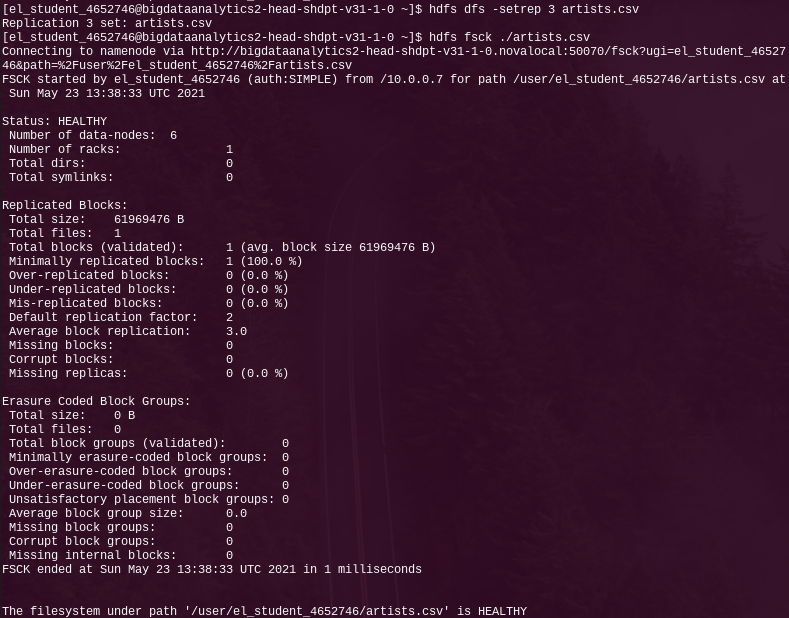 [el_student_4652746@bigdataanalytics2-head-shdpt-v31-1-0 ~]$ hdfs dfs -setrep 3 artists.csv
Replication 3 set: artists.csv
[el_student_4652746@bigdataanalytics2-head-shdpt-v31-1-0 ~]$ hdfs fsck ./artists.csv
Connecting to namenode via http://bigdataanalytics2-head-shdpt-v31-1-0.novalocal:50070/fsck?ugi=el_student_46527
46&path=%2Fuser%2Fel_student_4652746%2Fartists.csv
FSCK started by el_student_4652746 (auth:SIMPLE) from /10.0.0.7 for path /user/el_student_4652746/artists.csv at
 Sun May 23 13:38:33 UTC 2021

Status: HEALTHY
 Number of data-nodes:  6
 Number of racks:               1
 Total dirs:                    0
 Total symlinks:                0

Replicated Blocks:
 Total size:    61969476 B
 Total files:   1
 Total blocks (validated):      1 (avg. block size 61969476 B)
 Minimally replicated blocks:   1 (100.0 %)
 Over-replicated blocks:        0 (0.0 %)
 Under-replicated blocks:       0 (0.0 %)
 Mis-replicated blocks:         0 (0.0 %)
 Default replication factor:    2
 Average block replication:     3.0
 Missing blocks:                0
 Corrupt blocks:                0
 Missing replicas:              0 (0.0 %)

Erasure Coded Block Groups:
 Total size:    0 B
 Total files:   0
 Total block groups (validated):        0
 Minimally erasure-coded block groups:  0
 Over-erasure-coded block groups:       0
 Under-erasure-coded block groups:      0
 Unsatisfactory placement block groups: 0
 Average block group size:      0.0
 Missing block groups:          0
 Corrupt block groups:          0
 Missing internal blocks:       0
FSCK ended at Sun May 23 13:38:33 UTC 2021 in 1 milliseconds


The filesystem under path '/user/el_student_4652746/artists.csv' is HEALTHY